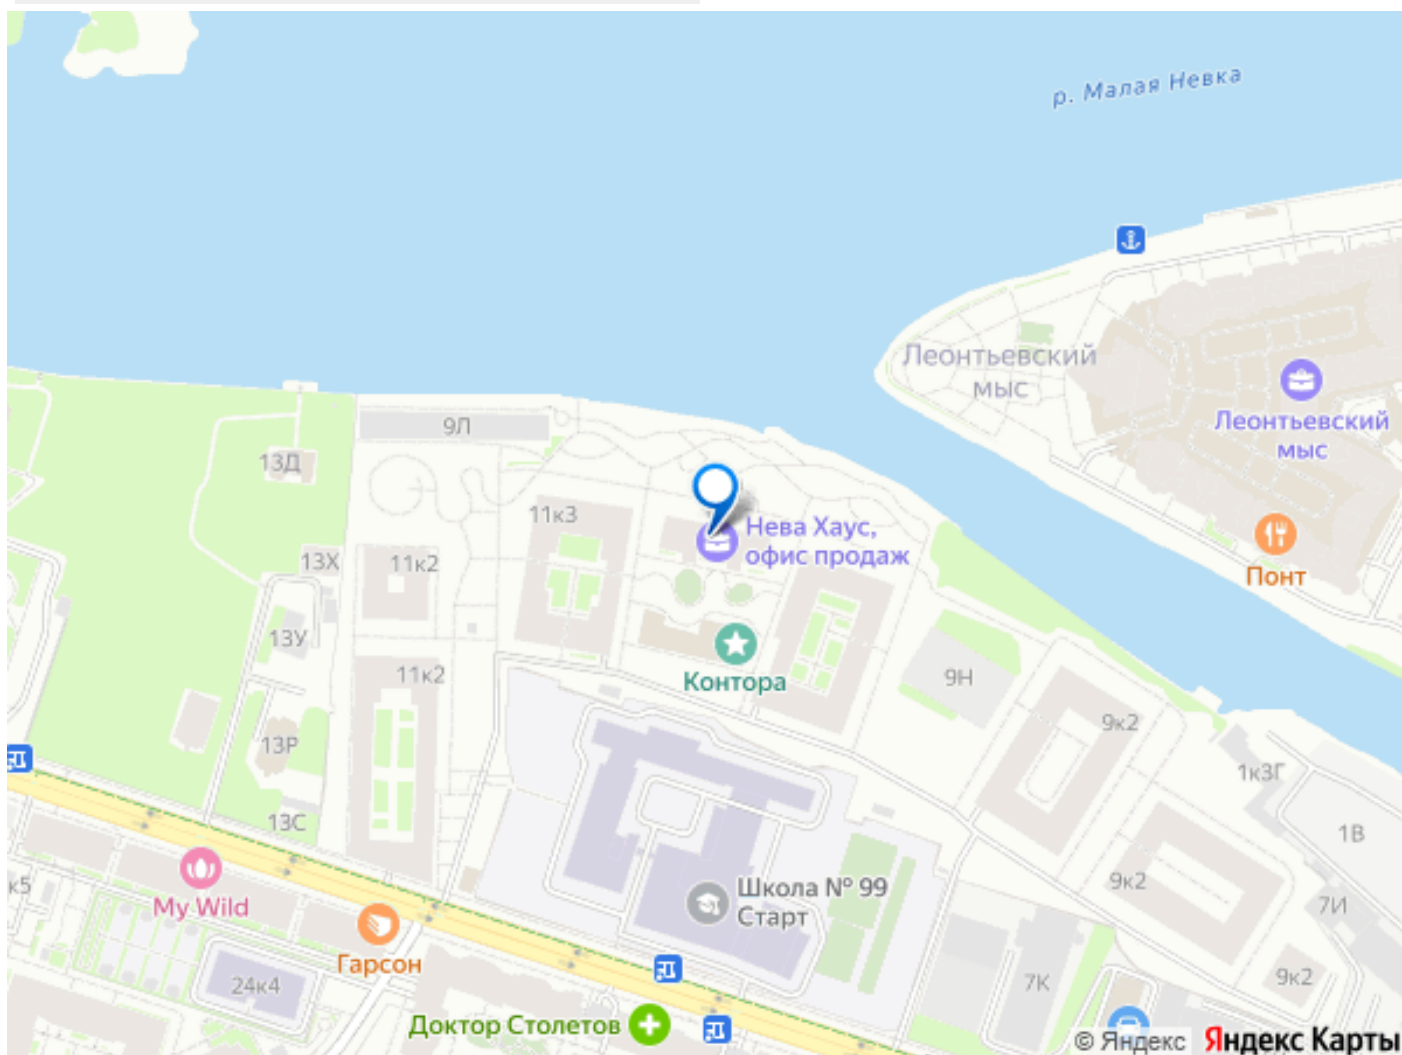 р. Малая Невка
Леонтьевский
мыс
Леонтьевский
мыс
9Л
13Д
11к3
Нева Хаус,
офис продаж
Понт
13Х
11к2
13У
Контора
11к2
9Н
9к2
13Р
1к3Г
13С
1В
к5
My Wild
Школа № 99
Старт
9к2
7И
Гарсон
24к4
7К
9к2
Доктор Столетов
© Яндекс Яндекс Карты